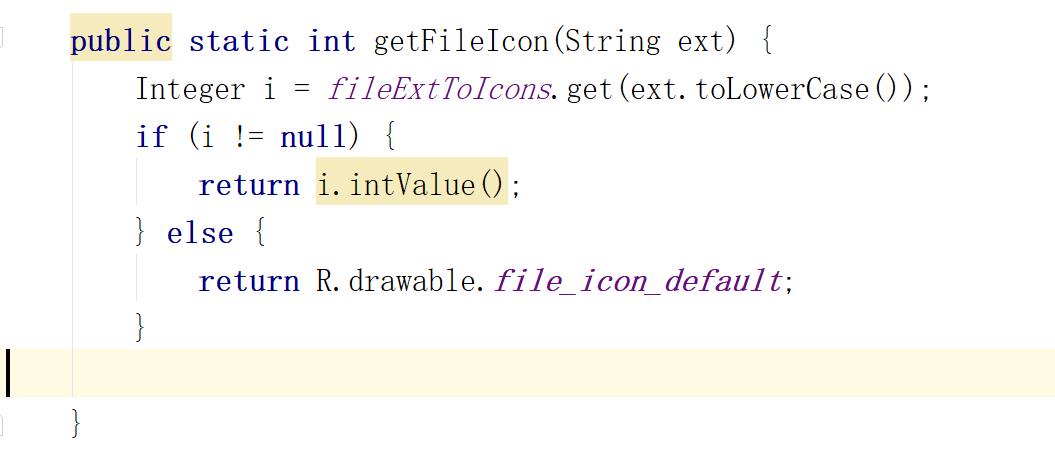 public static int getFileIcon(String ext) {
Integer i = fileExtToIcons.get(ext.toLowerCase());
if (i != null) {
return i.intValue();
} else {
return R.drawable.file_icon_default;
}
}